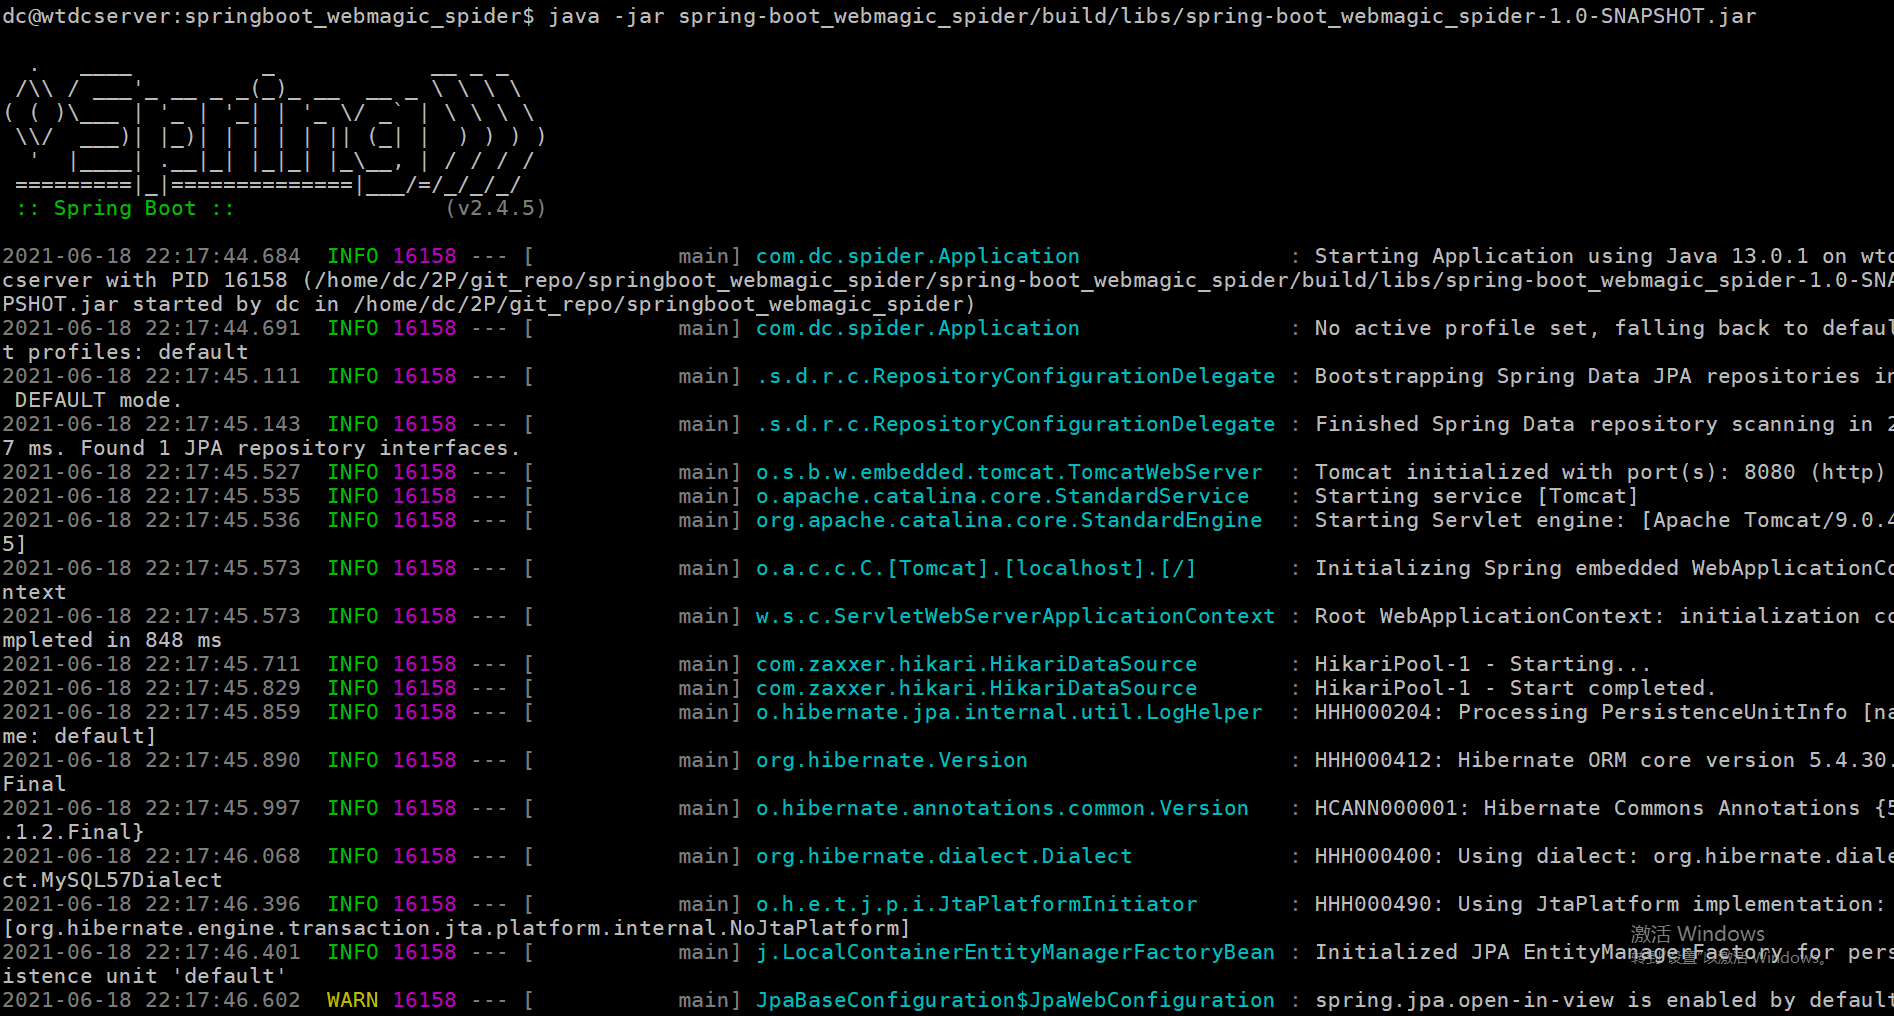 dc@wtdcserver:springboot_webmagic_spider$ java -jar spring-boot_webmagic_spider/build/libs/spring-boot_webmagic_spider-1.0-SNAPSHOT.jar
  .   ____          _            __ _ _
 /\\ / ___'_ __ _ _(_)_ __  __ _ \ \ \ \
( ( )\___ | '_ | '_| | '_ \/ _` | \ \ \ \
 \\/  ___)| |_)| | | | | || (_| |  ) ) ) )
  '  |____| .__|_| |_|_| |_\__, | / / / /
 =========|_|==============|___/=/_/_/_/
 :: Spring Boot ::                (v2.4.5)
2021-06-18 22:17:44.684  INFO 16158 --- [           main] com.dc.spider.Application                : Starting Application using Java 13.0.1 on wtd
cserver with PID 16158 (/home/dc/2P/git_repo/springboot_webmagic_spider/spring-boot_webmagic_spider/build/libs/spring-boot_webmagic_spider-1.0-SNA
PSHOT.jar started by dc in /home/dc/2P/git_repo/springboot_webmagic_spider)
2021-06-18 22:17:44.691  INFO 16158 --- [           main] com.dc.spider.Application                : No active profile set, falling back to defaul
t profiles: default
2021-06-18 22:17:45.111  INFO 16158 --- [           main] .s.d.r.c.RepositoryConfigurationDelegate : Bootstrapping Spring Data JPA repositories in
 DEFAULT mode.
2021-06-18 22:17:45.143  INFO 16158 --- [           main] .s.d.r.c.RepositoryConfigurationDelegate : Finished Spring Data repository scanning in 2
7 ms. Found 1 JPA repository interfaces.
2021-06-18 22:17:45.527  INFO 16158 --- [           main] o.s.b.w.embedded.tomcat.TomcatWebServer  : Tomcat initialized with port(s): 8080 (http)
2021-06-18 22:17:45.535  INFO 16158 --- [           main] o.apache.catalina.core.StandardService   : Starting service [Tomcat]
2021-06-18 22:17:45.536  INFO 16158 --- [           main] org.apache.catalina.core.StandardEngine  : Starting Servlet engine: [Apache Tomcat/9.0.4
5]
2021-06-18 22:17:45.573  INFO 16158 --- [           main] o.a.c.c.C.[Tomcat].[localhost].[/]       : Initializing Spring embedded WebApplicationCo
ntext
2021-06-18 22:17:45.573  INFO 16158 --- [           main] w.s.c.ServletWebServerApplicationContext : Root WebApplicationContext: initialization co
mpleted in 848 ms
2021-06-18 22:17:45.711  INFO 16158 --- [           main] com.zaxxer.hikari.HikariDataSource       : HikariPool-1 - Starting...
2021-06-18 22:17:45.829  INFO 16158 --- [           main] com.zaxxer.hikari.HikariDataSource       : HikariPool-1 - Start completed.
2021-06-18 22:17:45.859  INFO 16158 --- [           main] o.hibernate.jpa.internal.util.LogHelper  : HHH000204: Processing PersistenceUnitInfo [na
me: default]
2021-06-18 22:17:45.890  INFO 16158 --- [           main] org.hibernate.Version                    : HHH000412: Hibernate ORM core version 5.4.30.
Final
2021-06-18 22:17:45.997  INFO 16158 --- [           main] o.hibernate.annotations.common.Version   : HCANN000001: Hibernate Commons Annotations {5
.1.2.Final}
2021-06-18 22:17:46.068  INFO 16158 --- [           main] org.hibernate.dialect.Dialect            : HHH000400: Using dialect: org.hibernate.diale
ct.MySQL57Dialect
2021-06-18 22:17:46.396  INFO 16158 --- [           main] o.h.e.t.j.p.i.JtaPlatformInitiator       : HHH000490: Using JtaPlatform implementation:
[org.hibernate.engine.transaction.jta.platform.internal.NoJtaPlatform]
激活 Windows
2021-06-18 22:17:46.401  INFO 16158 --- [           main] j.LocalContainerEntityManagerFactoryBean : Initialized JPA EntityManagerFactory for pers
转到"设置"以激活 Windows。
istence unit 'default'
2021-06-18 22:17:46.602  WARN 16158 --- [           main] JpaBaseConfiguration$JpaWebConfiguration : spring.jpa.open-in-view is enabled by default